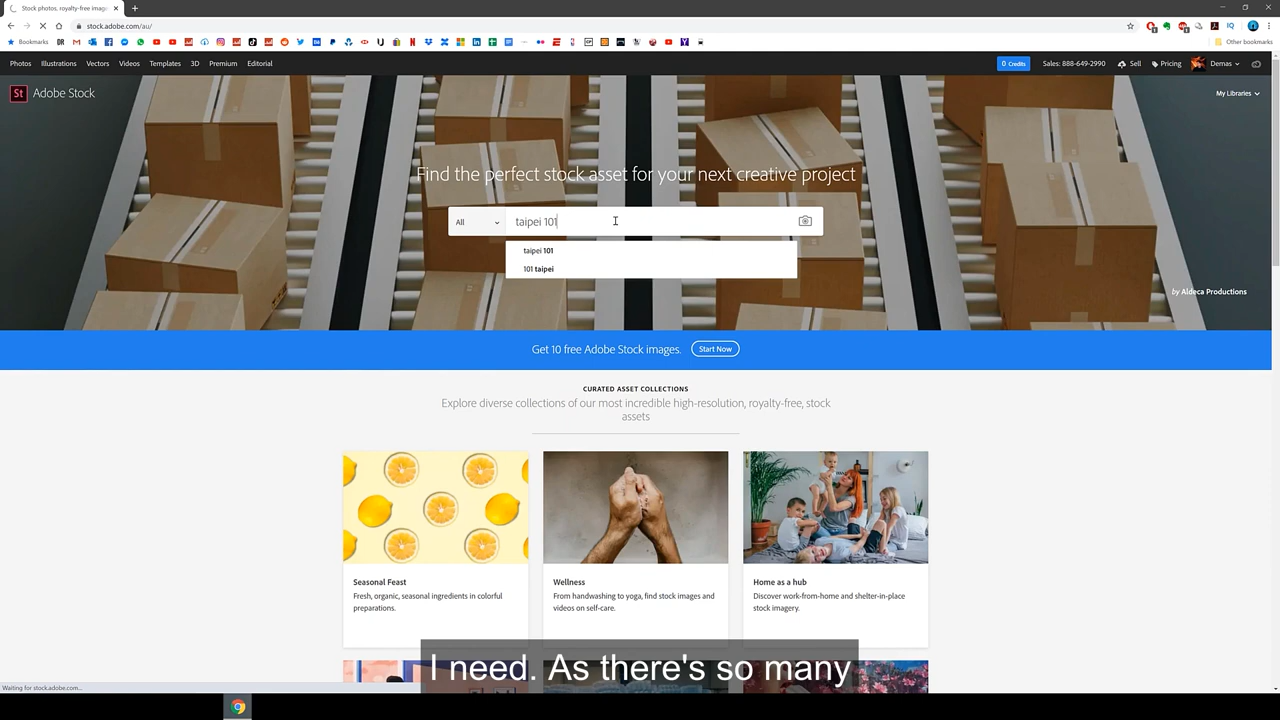 Stock photos, royalty-free image
stock.adobe.com/au/
Bookmarks
Other bookmarks
Photos Illustrations Vectors Videos Templates 3D Premium Editorial
0 Credits Sales: 888-649-2990 Sell Pricing Demas
St Adobe Stock
My Libraries
Find the perfect stock asset for your next creative project
All taipei 101
taipei 101
101 taipei
by Aldeca Productions
Get 10 free Adobe Stock images. Start Now
CURATED ASSET COLLECTIONS
Explore diverse collections of our most incredible high-resolution, royalty-free, stock
assets
Seasonal Feast
Fresh, organic, seasonal ingredients in colorful
preparations.
Wellness
From handwashing to yoga, find stock images and
videos on self-care.
Home as a hub
Discover work-from-home and shelter-in-place
stock imagery.
I need. As there's so many
Waiting for stock.adobe.com...